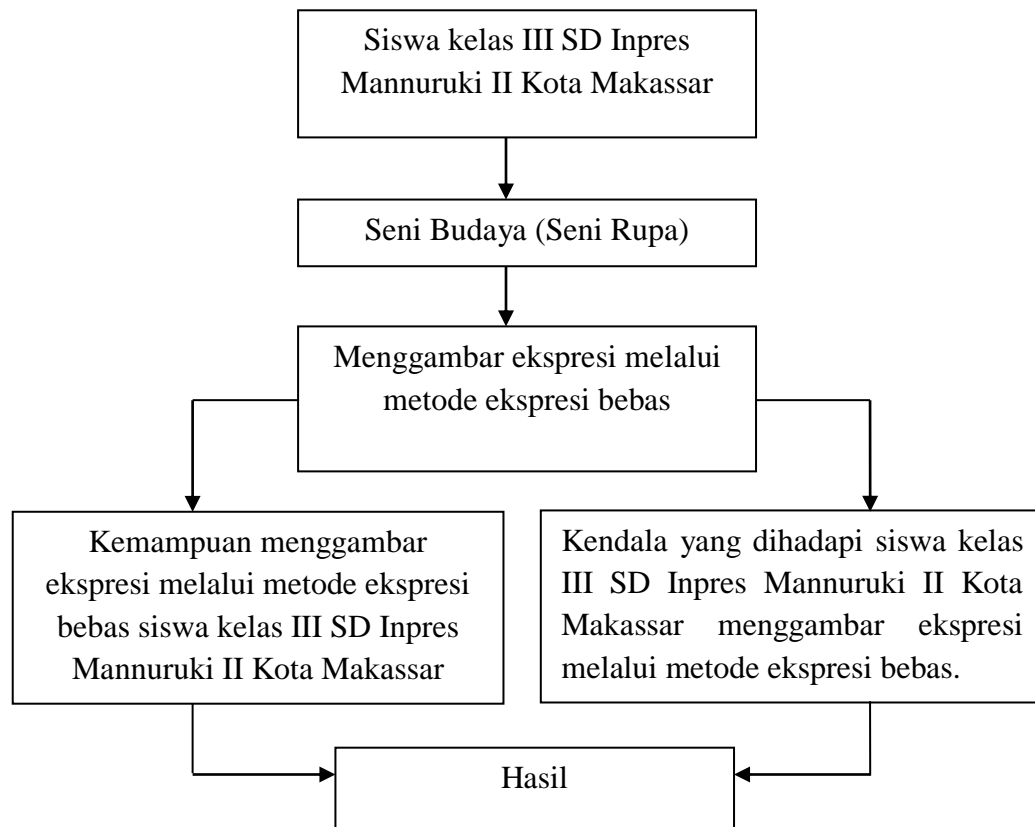 Siswa kelas III SD Inpres
Mannuruki II Kota Makassar
Seni Budaya (Seni Rupa)
Menggambar ekspresi melalui
metode ekspresi bebas
Kemampuan menggambar
ekspresi melalui metode ekspresi
bebas siswa kelas III SD Inpres
Mannuruki II Kota Makassar
Kendala yang dihadapi siswa kelas
III SD Inpres Mannuruki II Kota
Makassar menggambar ekspresi
melalui metode ekspresi bebas.
Hasil